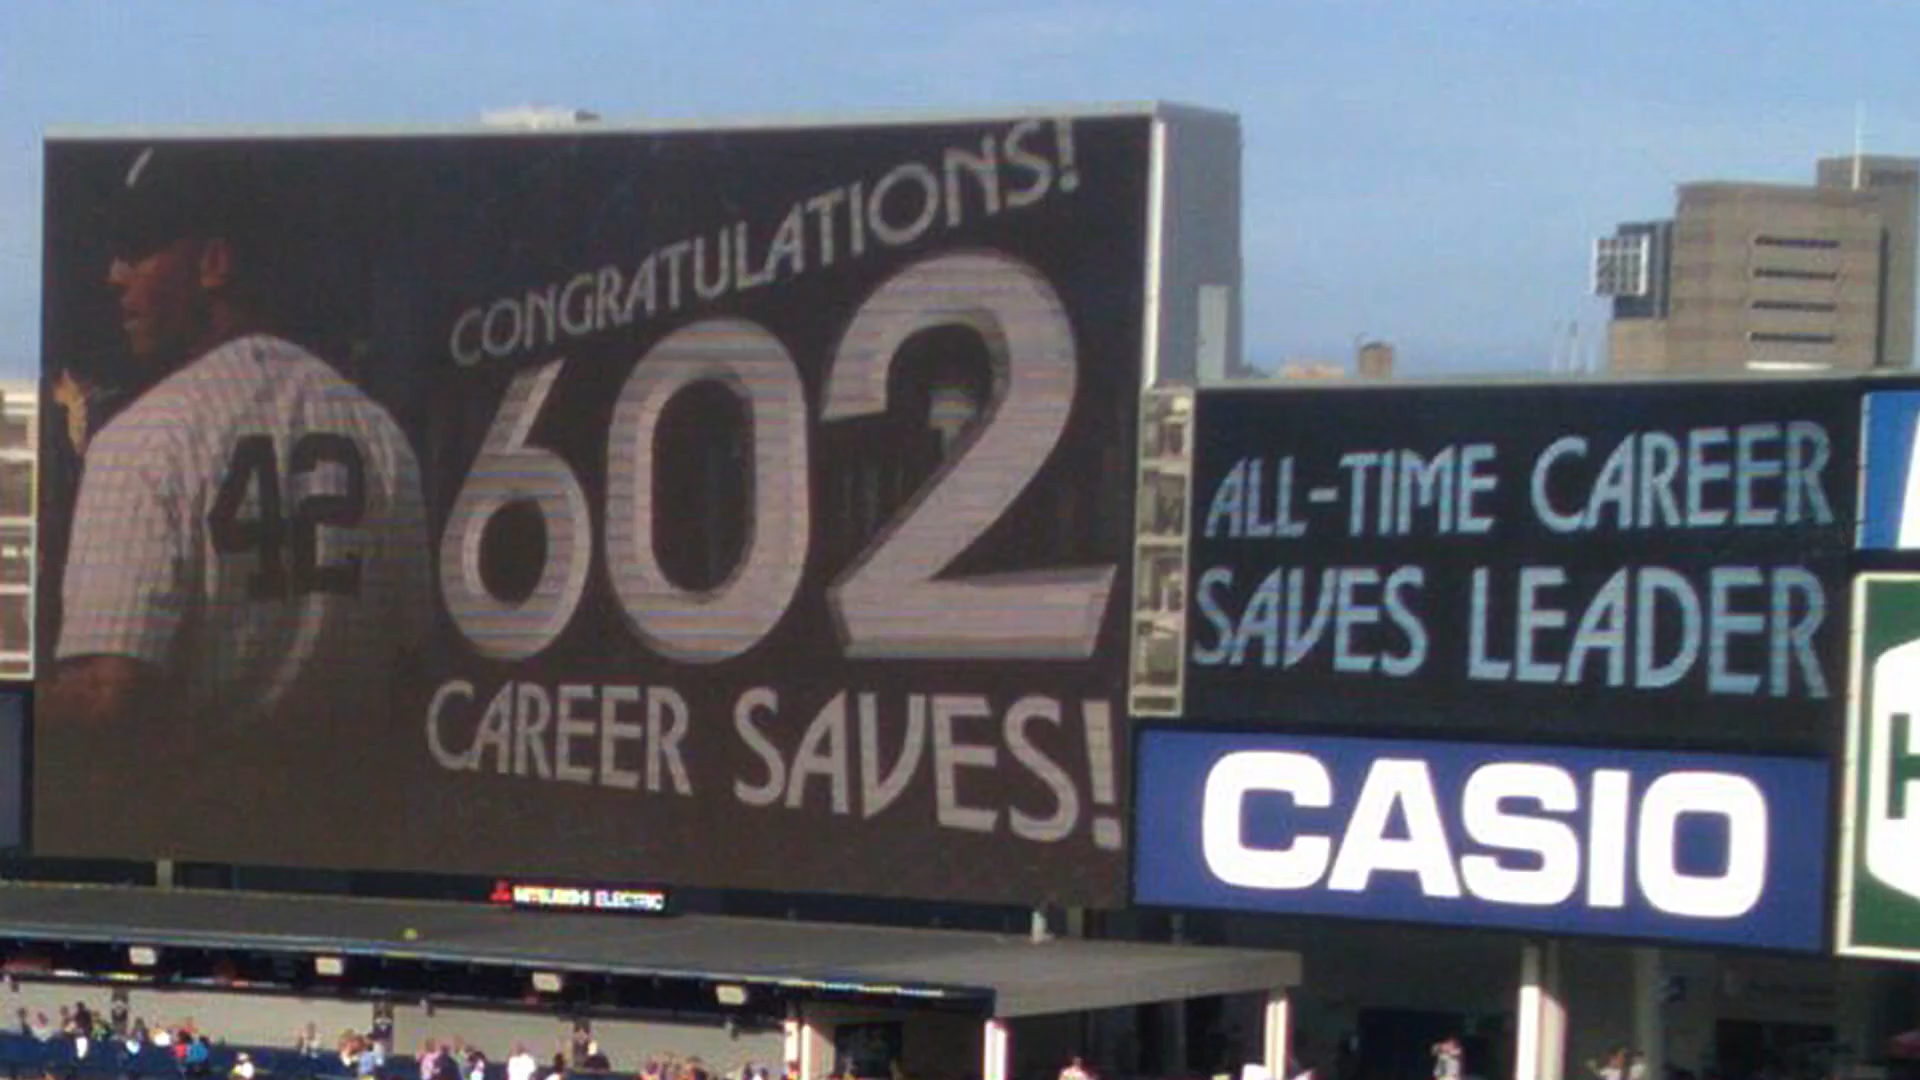 CONGRATULATIONS!
602
CAREER SAVES!
42
ALL-TIME CAREER
SAVES LEADER
CASIO
MITSUBISHI ELECTRIC
H